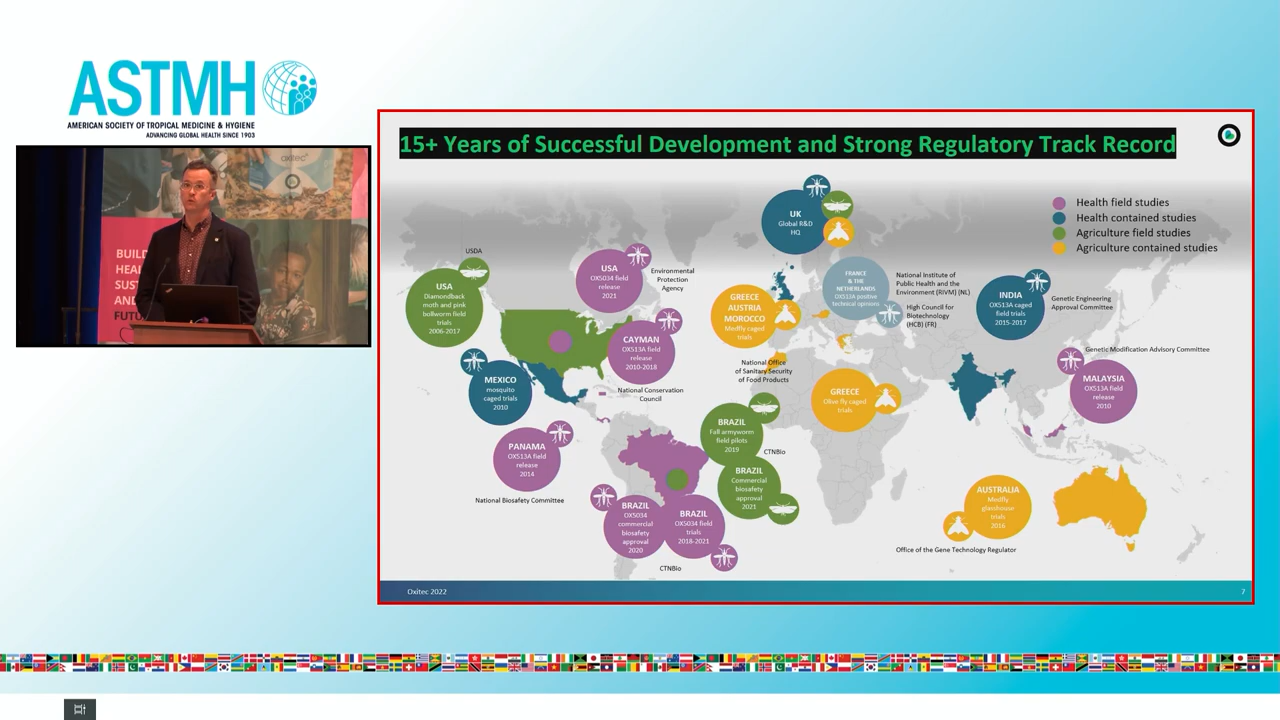 ASTMH
AMERICAN SOCIETY OF TROPICAL MEDICINE & HYGIENE
ADVANCING GLOBAL HEALTH SINCE 1903
oxitec
BUILD
HEAL
SUST
AND
FUTU
15+ Years of Successful Development and Strong Regulatory Track Record
Health field studies
Health contained studies
Agriculture field studies
Agriculture contained studies
UK
Global R&D
HQ
USDA
USA
Diamondback
moth and pink
bollworm field
trials
2006-2017
USA
OX5034 field
release
2021
Environmental
Protection
Agency
CAYMAN
OX513A field
release
2010-2018
National Conservation
Council
MEXICO
mosquito
caged trials
2010
PANAMA
OX513A field
release
2014
National Biosafety Committee
BRAZIL
OX5034
commercial
biosafety
approval
2020
BRAZIL
OX5034 field
trials
2018-2021
CTNBio
BRAZIL
Fall armyworm
field pilots
2019
CTNBio
BRAZIL
Commercial
biosafety
approval
2021
GREECE
AUSTRIA
MOROCCO
Medfly caged
trials
National Office
of Sanitary Security
of Food Products
FRANCE
& THE
NETHERLANDS
OX513A positive
technical opinions
National Institute of
Public Health and the
Environment (RIVM) (NL)
High Council for
Biotechnology
(HCB) (FR)
GREECE
Olive fly caged
trials
INDIA
OX513A caged
field trials
2015-2017
Genetic Engineering
Approval Committee
Genetic Modification Advisory Committee
MALAYSIA
OX513A field
release
2010
AUSTRALIA
Medfly
glasshouse
trials
2016
Office of the Gene Technology Regulator
Oxitec 2022
7